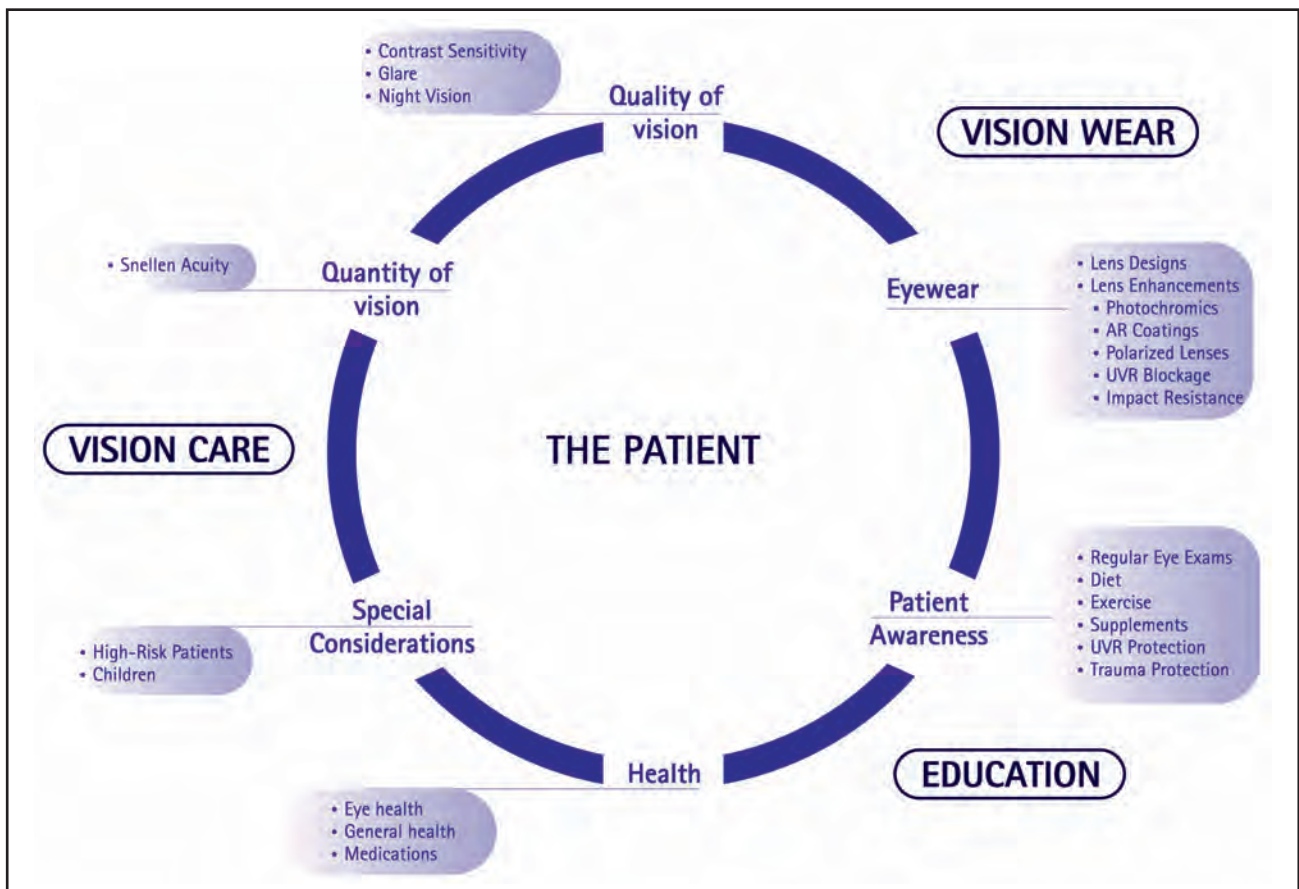 • Contrast Sensitivity
• Glare
• Night Vision
Quality of
vision
VISION WEAR
• Snellen Acuity
Quantity of
vision
Eyewear
• Lens Designs
• Lens Enhancements
• Photochromics
• AR Coatings
• Polarized Lenses
• UVR Blockage
• Impact Resistance
VISION CARE
THE PATIENT
Special
Considerations
• High-Risk Patients
• Children
Patient
Awareness
• Regular Eye Exams
• Diet
• Exercise
• Supplements
• UVR Protection
• Trauma Protection
Health
• Eye health
• General health
• Medications
EDUCATION